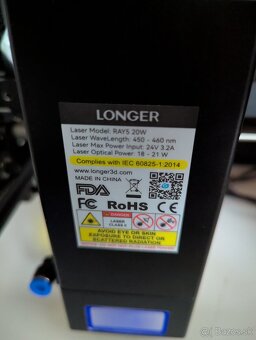 LONGER
Laser Model: RAY5 20W
Laser WaveLength: 450 - 460 nm
Laser Max Power Input: 24V 3.2A
Laser Optical Power: 18 - 21 W
Complies with IEC 60825-1:2014
www.longer3d.com
MADE IN CHINA
FDA
FC RoHS
DANGER
LASER
CLASS 4
AVOID EYE OR SKIN
EXPOSURE TO DIRECT OR
SCATTERED RADIATION
bazos.sk